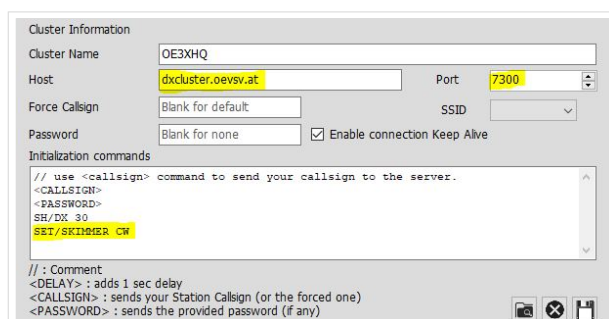 Cluster Information
Cluster Name OE3XHQ
Host dxcluster.oevsv.at Port 7300
Force Callsign Blank for default SSID
Password Blank for none Enable connection Keep Alive
Initialization commands
// use <callsign> command to send your callsign to the server.
<CALLSIGN>
<PASSWORD>
SH/DX 30
SET/SKIMMER CW
// : Comment
<DELAY> : adds 1 sec delay
<CALLSIGN> : sends your Station Callsign (or the forced one)
<PASSWORD> : sends the provided password (if any)